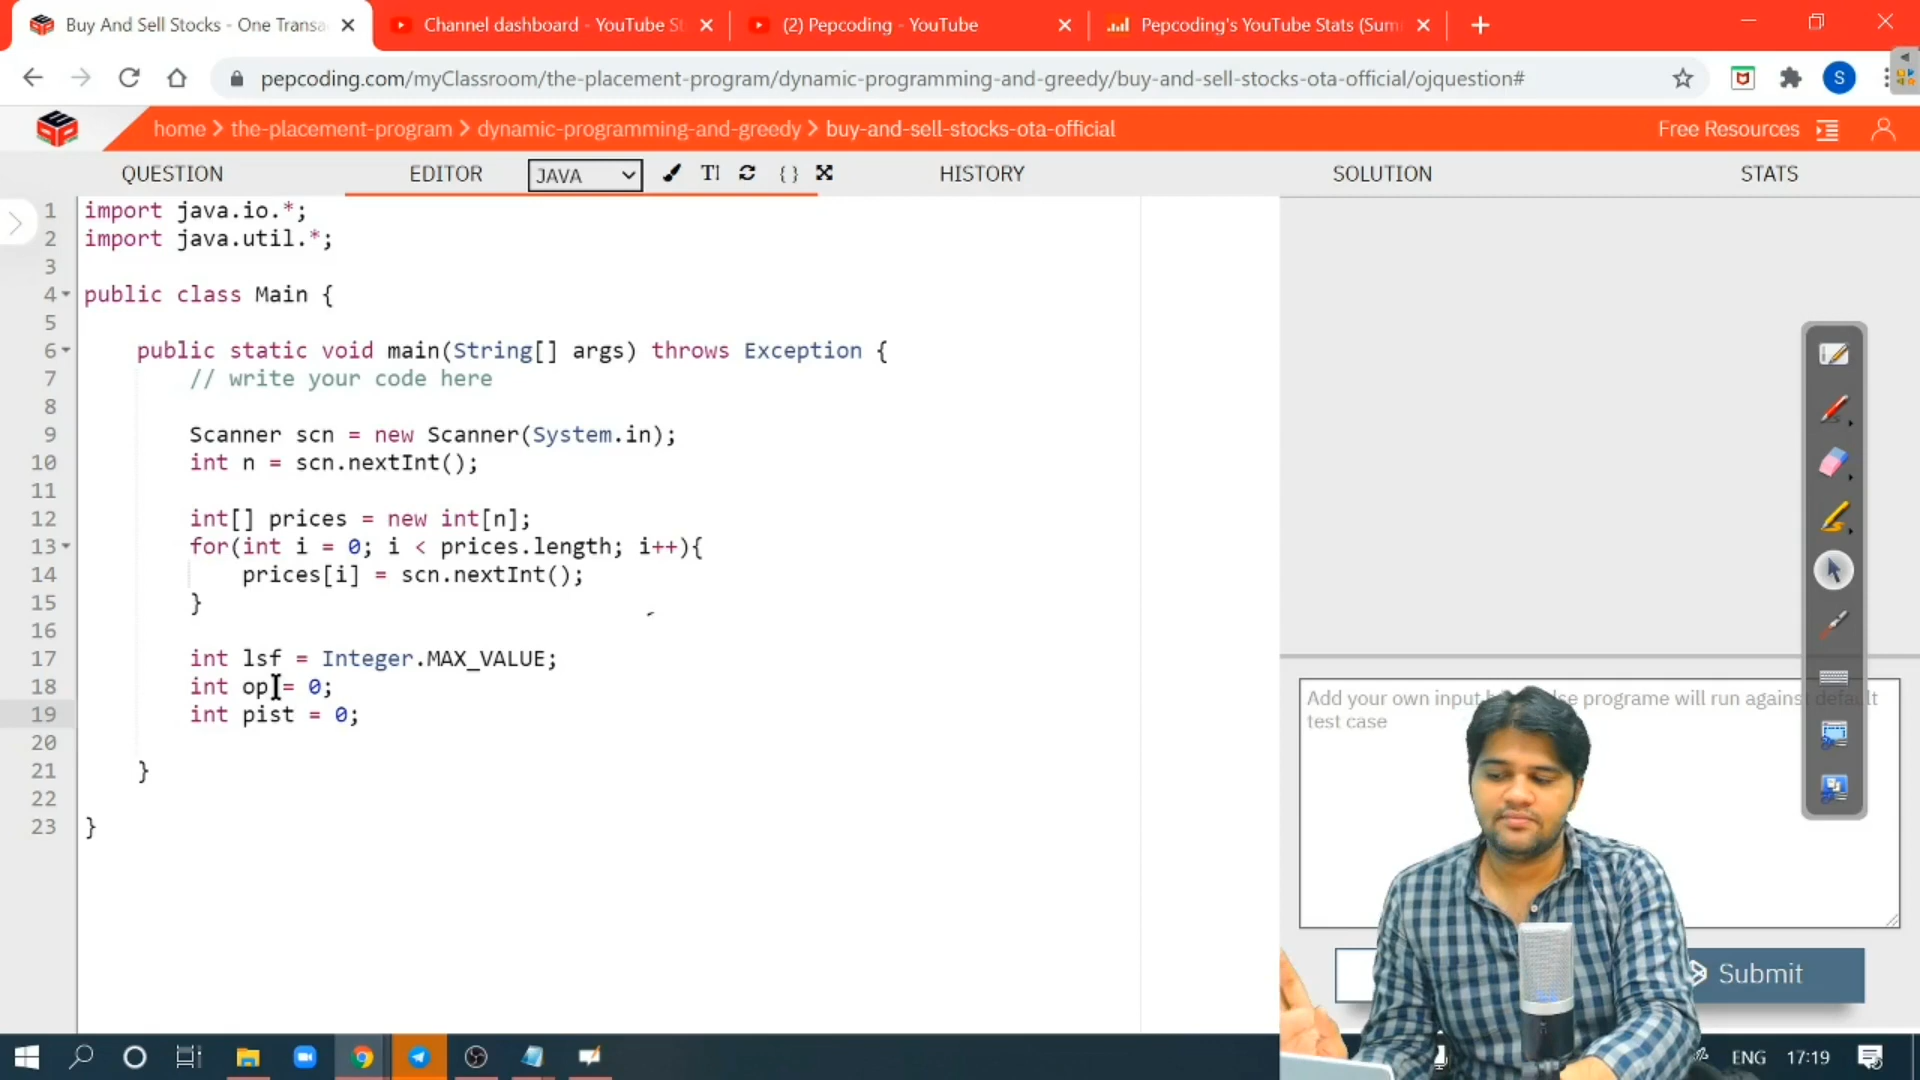 Buy And Sell Stocks - One Transa
Channel dashboard - YouTube St
(2) Pepcoding - YouTube
Pepcoding's YouTube Stats (Sum
pepcoding.com/myClassroom/the-placement-program/dynamic-programming-and-greedy/buy-and-sell-stocks-ota-official/ojquestion#
S
home > the-placement-program > dynamic-programming-and-greedy > buy-and-sell-stocks-ota-official
Free Resources
QUESTION
EDITOR
JAVA
HISTORY
SOLUTION
STATS
1 import java.io.*;
2 import java.util.*;
3
4 public class Main {
5
6 public static void main(String[] args) throws Exception {
7 // write your code here
8
9 Scanner scn = new Scanner(System.in);
10 int n = scn.nextInt();
11
12 int[] prices = new int[n];
13 for(int i = 0; i < prices.length; i++){
14 prices[i] = scn.nextInt();
15 }
16
17 int lsf = Integer.MAX_VALUE;
18 int op = 0;
19 int pist = 0;
20
21 }
22
23 }
Add your own input programe will run against default
test case
Submit
ENG
17:19